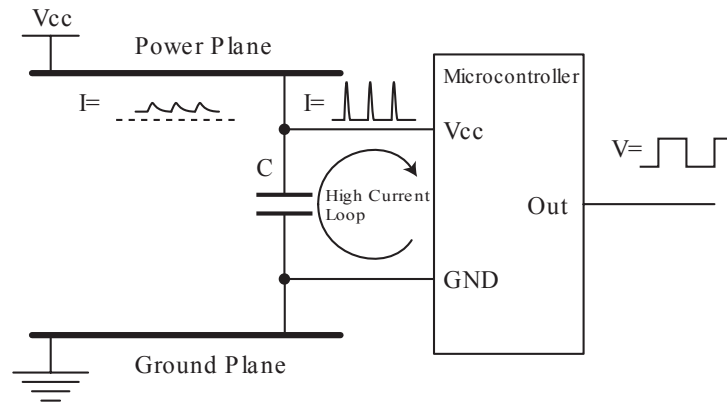 Vcc
Power Plane
I=
I=
Microcontroller
Vcc
V=
C
High Current
Loop
Out
GND
Ground Plane